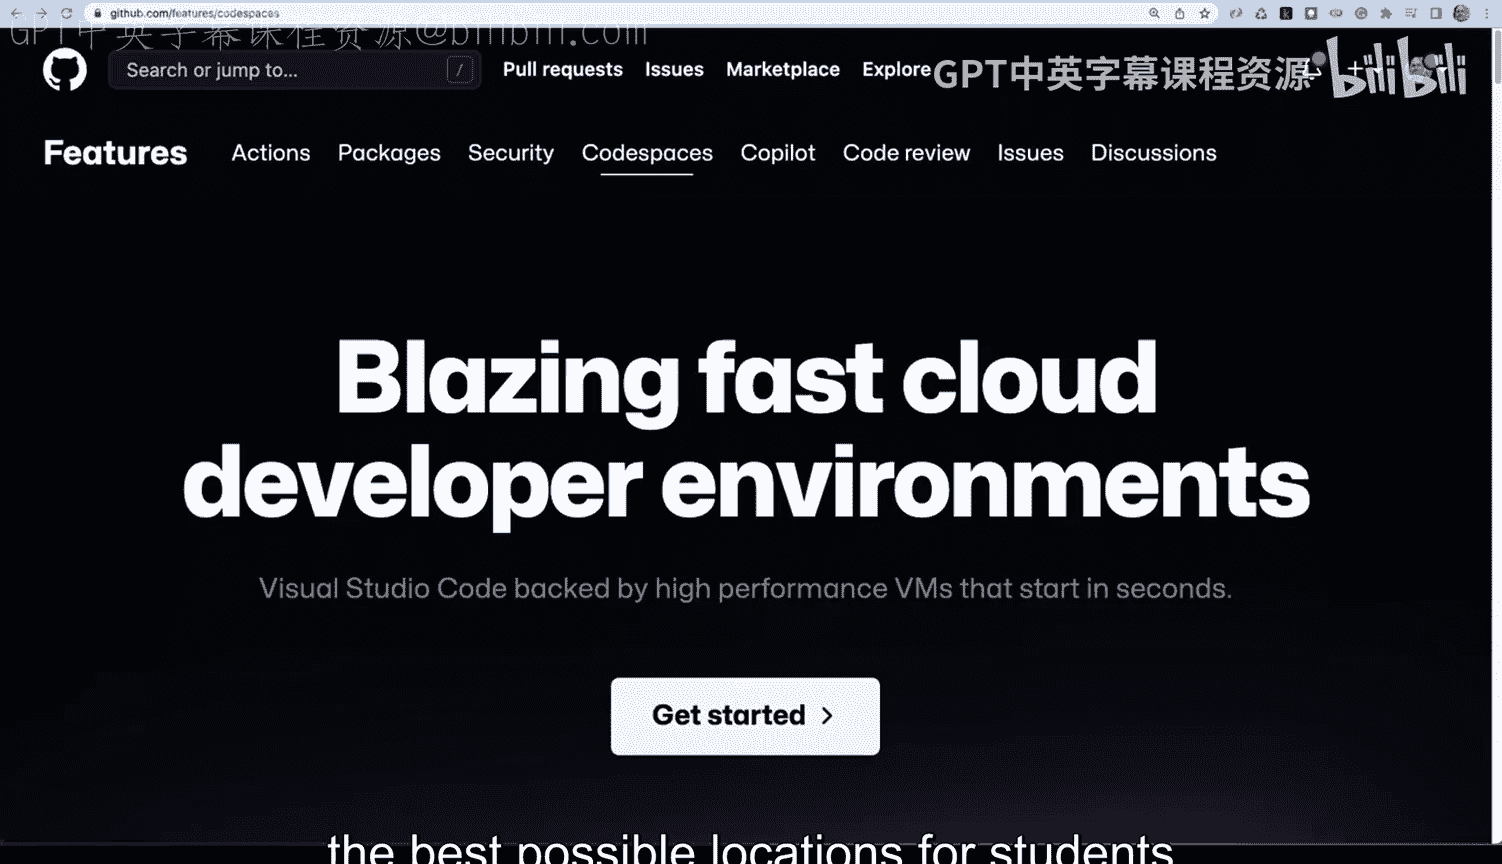 github.com/features/codespaces
GPT中英字幕课程资源@bilibili.com
Search or jump to... /
Pull requests Issues Marketplace Explore
GPT中英字幕课程资源 bilibili
Features Actions Packages Security Codespaces Copilot Code review Issues Discussions
Blazing fast cloud
developer environments
Visual Studio Code backed by high performance VMs that start in seconds.
Get started >
the best possible locations for students